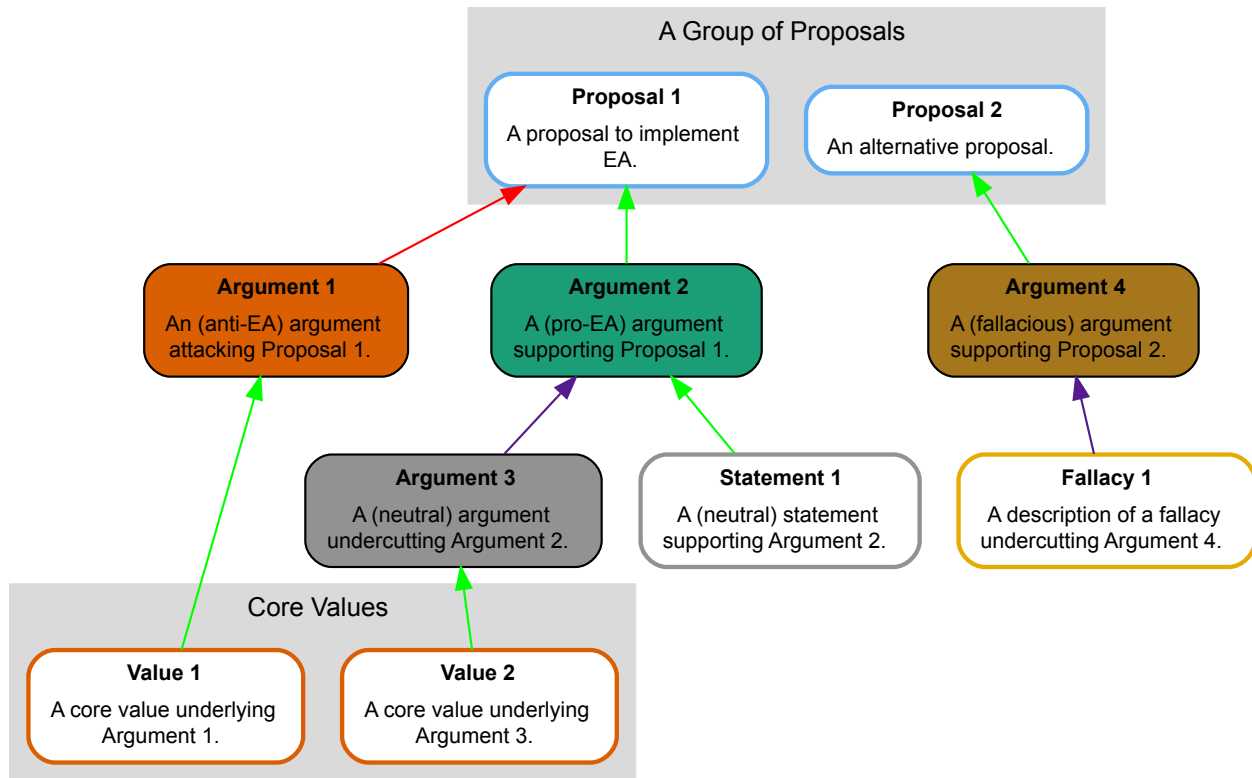 A Group of Proposals
Proposal 1
A proposal to implement
EA.
Proposal 2
An alternative proposal.
Argument 1
An (anti-EA) argument
attacking Proposal 1.
Argument 2
A (pro-EA) argument
supporting Proposal 1.
Argument 4
A (fallacious) argument
supporting Proposal 2.
Argument 3
A (neutral) argument
undercutting Argument 2.
Statement 1
A (neutral) statement
supporting Argument 2.
Fallacy 1
A description of a fallacy
undercutting Argument 4.
Core Values
Value 1
A core value underlying
Argument 1.
Value 2
A core value underlying
Argument 3.